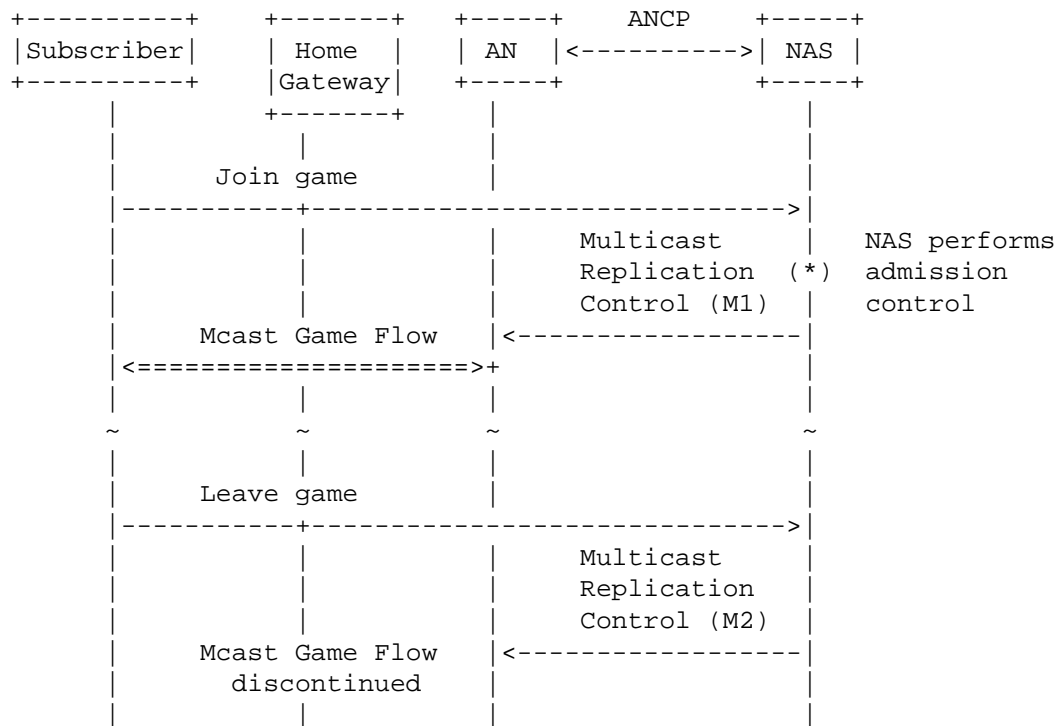 ANCP
Subscriber Home AN NAS
Gateway
Join game
Multicast NAS performs
Replication (*) admission
Control (M1) control
Mcast Game Flow
Leave game
Multicast
Replication
Control (M2)
Mcast Game Flow
discontinued